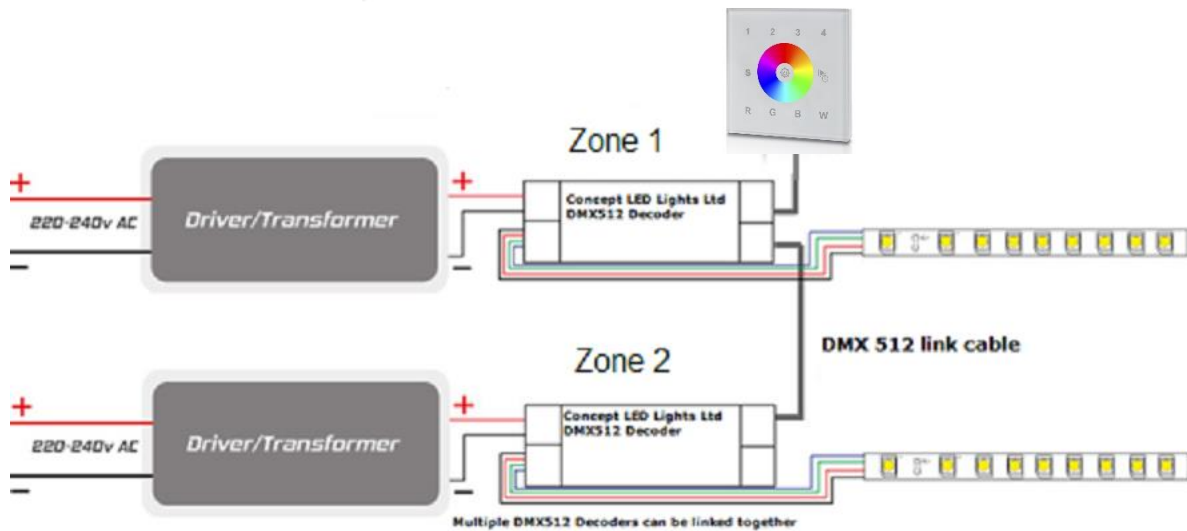 1 2 3 4
S
R G B W
Zone 1
+
220-240v AC
−
Driver/Transformer
+
−
Concept LED Lights Ltd
DMX512 Decoder
DMX 512 link cable
Zone 2
+
220-240v AC
−
Driver/Transformer
+
−
Concept LED Lights Ltd
DMX512 Decoder
Multiple DMX512 Decoders can be linked together